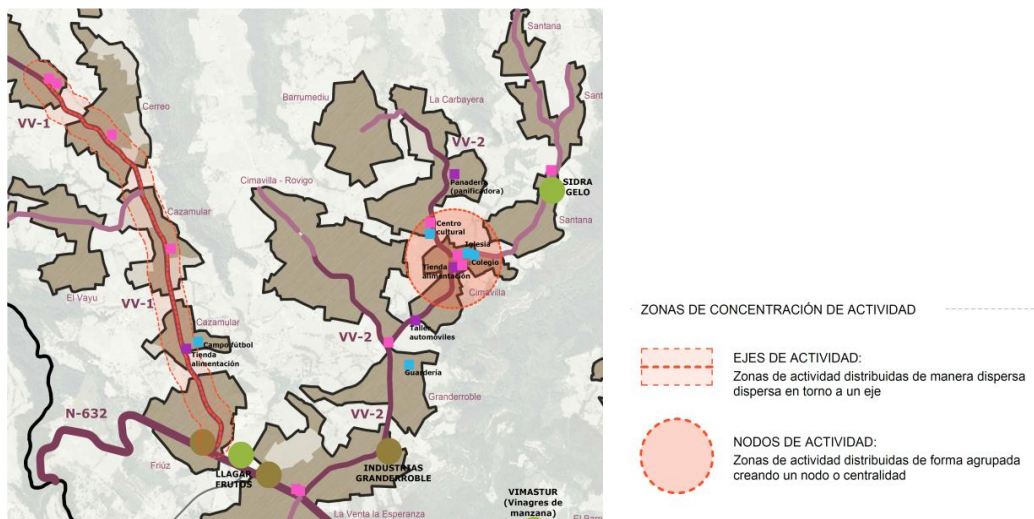 Santana
Barrumediu
La Carbayera
Sant
Cerreo
VV-1
VV-2
Panadería
(panificadora)
SIDRA
GELO
Cimavilla - Rovigo
Cazamular
Centro
cultural
Iglesia
Santana
Colegio
Tienda
alimentación
Cimavilla
El Vayu
VV-1
Cazamular
Taller
automoviles
VV-2
Campo fútbol
Tienda
alimentación
Guardería
Granderroble
VV-2
N-632
Friúz
LLAGAR
FRUTOS
INDUSTRIAS
GRANDERROBLE
VIMASTUR
(Vinagres de
manzana)
La Venta la Esperanza
El Barr
ZONAS DE CONCENTRACIÓN DE ACTIVIDAD
EJES DE ACTIVIDAD:
Zonas de actividad distribuidas de manera dispersa
dispersa en torno a un eje
NODOS DE ACTIVIDAD:
Zonas de actividad distribuidas de forma agrupada
creando un nodo o centralidad